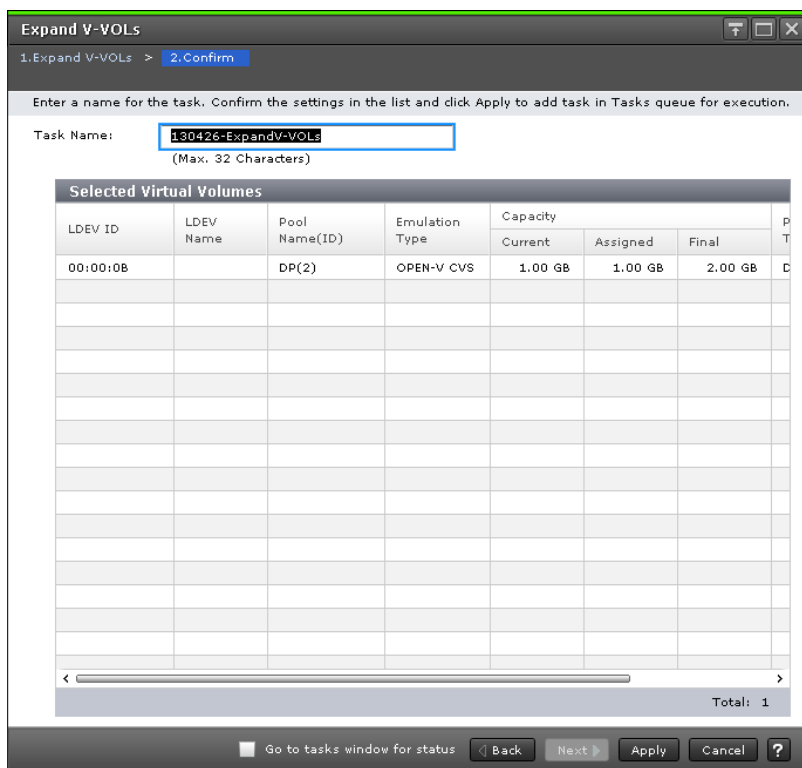 Expand V-VOLs
1.Expand V-VOLs > 2.Confirm
Enter a name for the task. Confirm the settings in the list and click Apply to add task in Tasks queue for execution.
Task Name: 130426-ExpandV-VOLs
(Max. 32 Characters)
Selected Virtual Volumes
LDEV ID LDEV Name Pool Name(ID) Emulation Type Capacity P T
Current Assigned Final
00:00:0B DP(2) OPEN-V CVS 1.00 GB 1.00 GB 2.00 GB D
Total: 1
Go to tasks window for status Back Next Apply Cancel ?